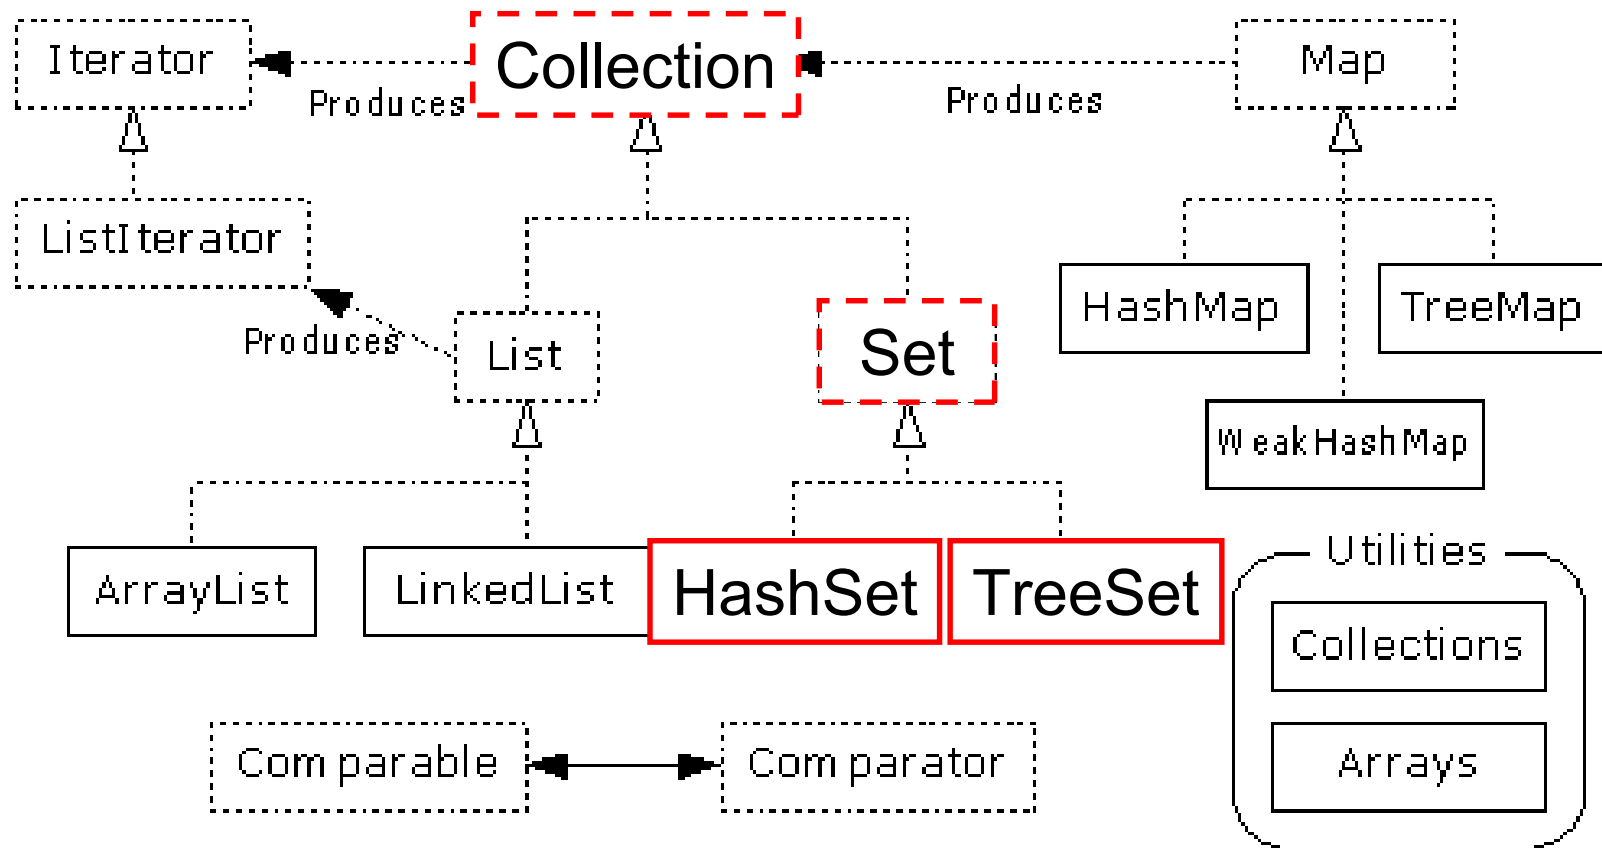 Iterator
Produces
Collection
Produces
Map
ListIterator
Produces
List
Set
HashMap
TreeMap
WeakHashMap
ArrayList
LinkedList
HashSet
TreeSet
Utilities
Collections
Arrays
Comparable
Comparator